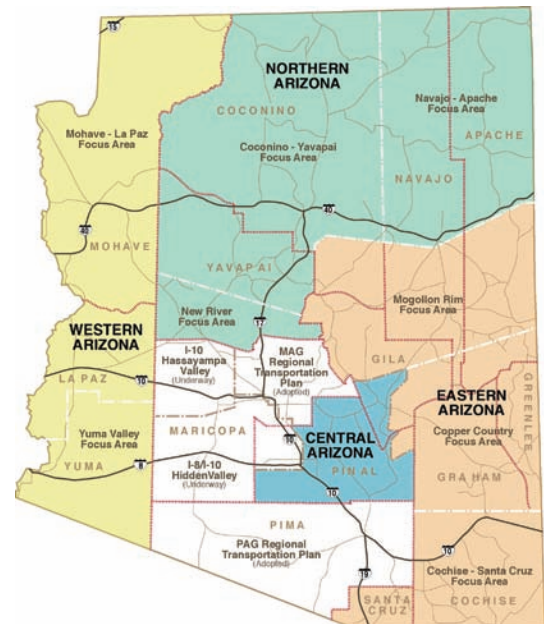 15
NORTHERN
ARIZONA
COCONINO
Navajo - Apache
Focus Area
Mohave - La Paz
Focus Area
Coconino - Yavapai
Focus Area
APACHE
NAVAJO
40
40
MOHAVE
YAVAPAI
Mogollon Rim
Focus Area
New River
Focus Area
17
WESTERN
ARIZONA
I-10
Hassayampa
Valley
(Underway)
MAG
Regional
Transportation
Plan
(Adopted)
GILA
LA PAZ
10
EASTERN
ARIZONA
GREENLEE
Copper Country
Focus Area
MARICOPA
10
CENTRAL
ARIZONA
Yuma Valley
Focus Area
YUMA
8
I-8/I-10
HiddenValley
(Underway)
PINAL
GRAHAM
10
PIMA
PAG Regional
Transportation Plan
(Adopted)
10
19
Cochise - Santa Cruz
Focus Area
SANTA
CRUZ
COCHISE